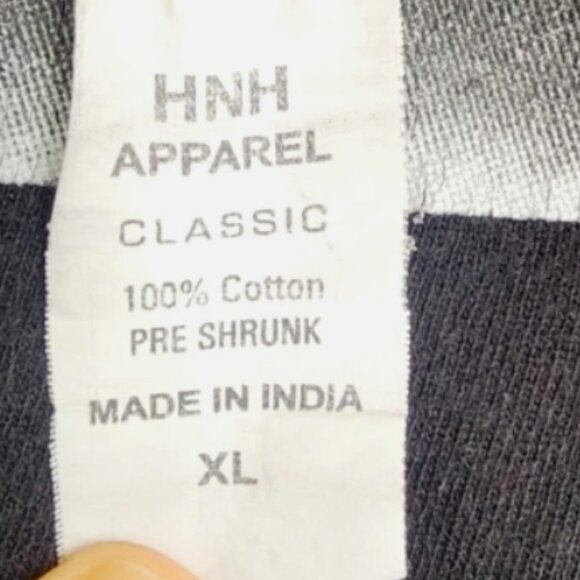 HNH
APPAREL
CLASSIC
100% Cotton
PRE SHRUNK
MADE IN INDIA
XL